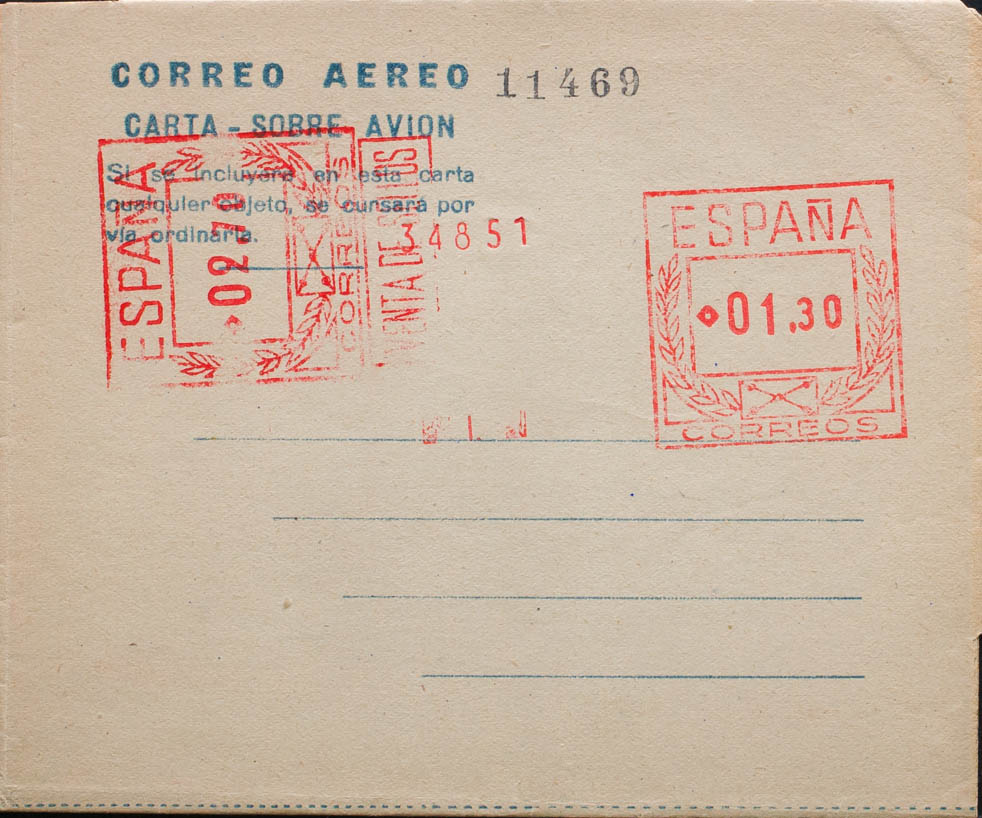 CORREO AEREO 11469
CARTA - SOBRE AVION
Si se incluyera en esta carta
cualquier objeto, se cursará por
vía ordinaria.
34851
ESPAÑA
02.10
CORREOS
VENTA DE
ESPAÑA
01.30
CORREOS